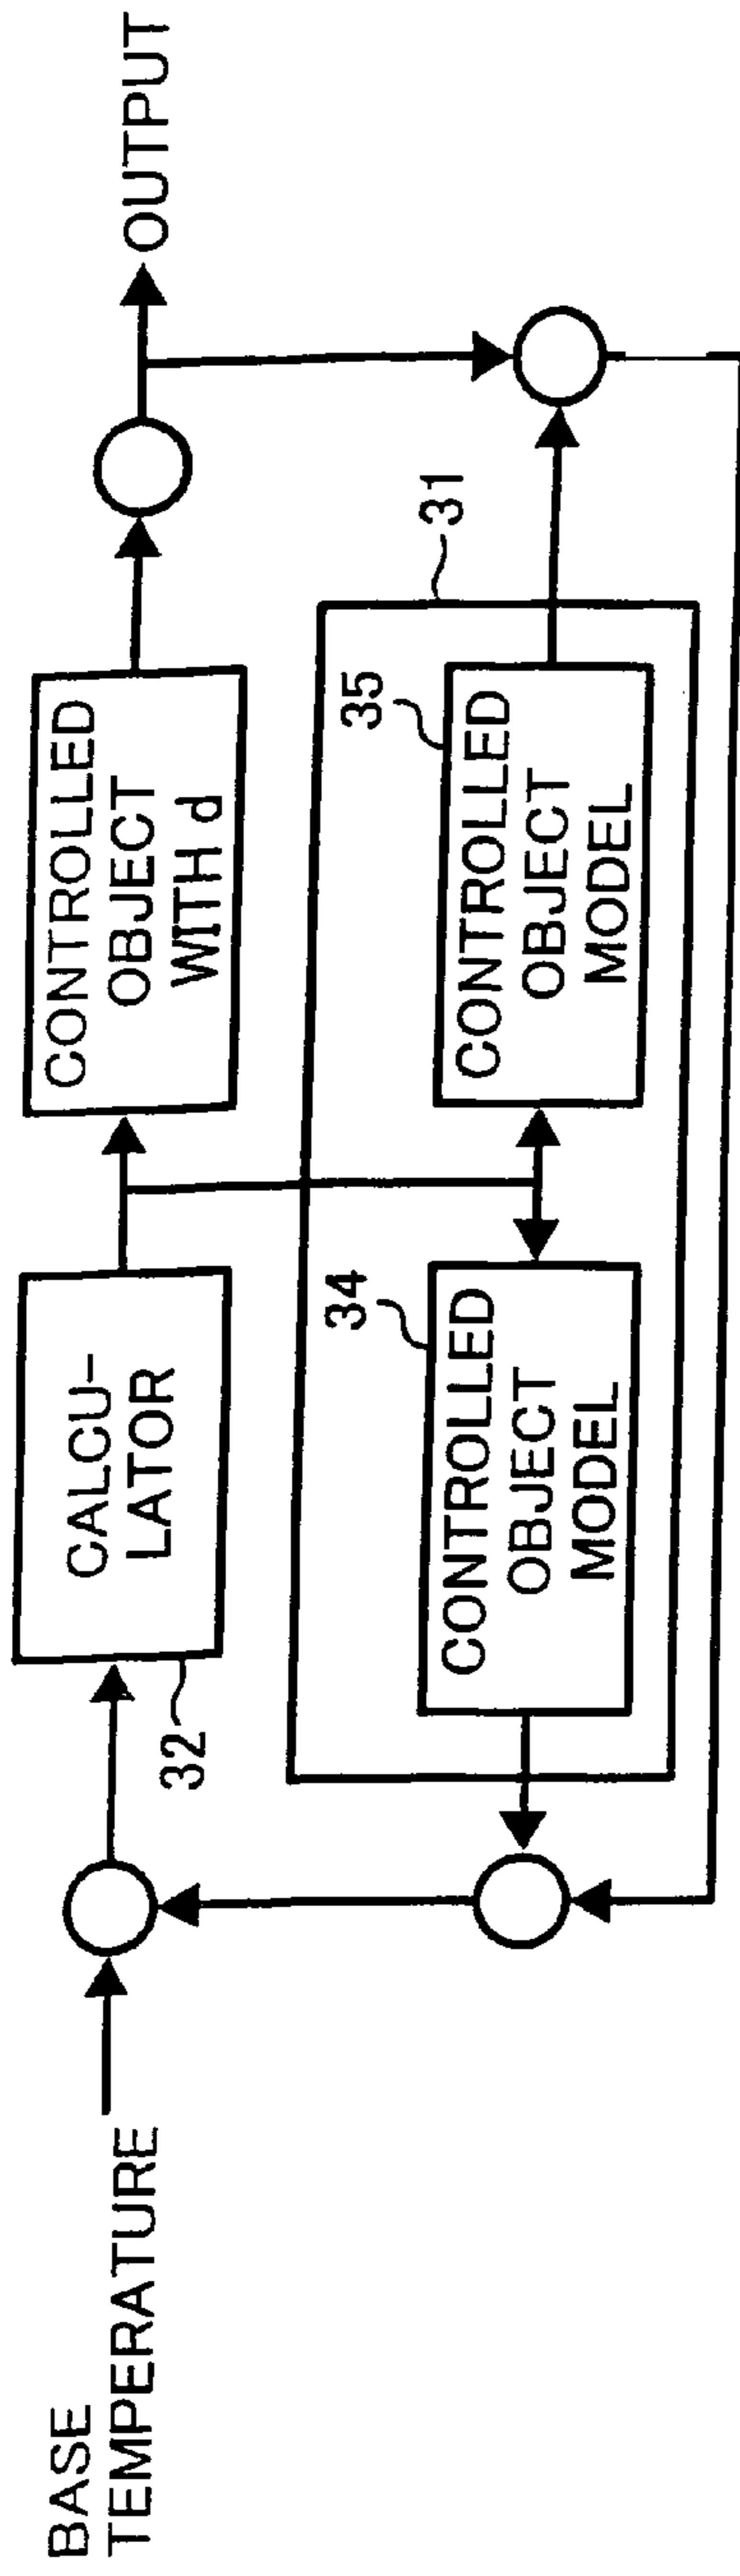 BASE
TEMPERATURE
32
CALCU-
LATOR
CONTROLLED
OBJECT
WITH d
OUTPUT
34
CONTROLLED
OBJECT
MODEL
35
CONTROLLED
OBJECT
MODEL
31